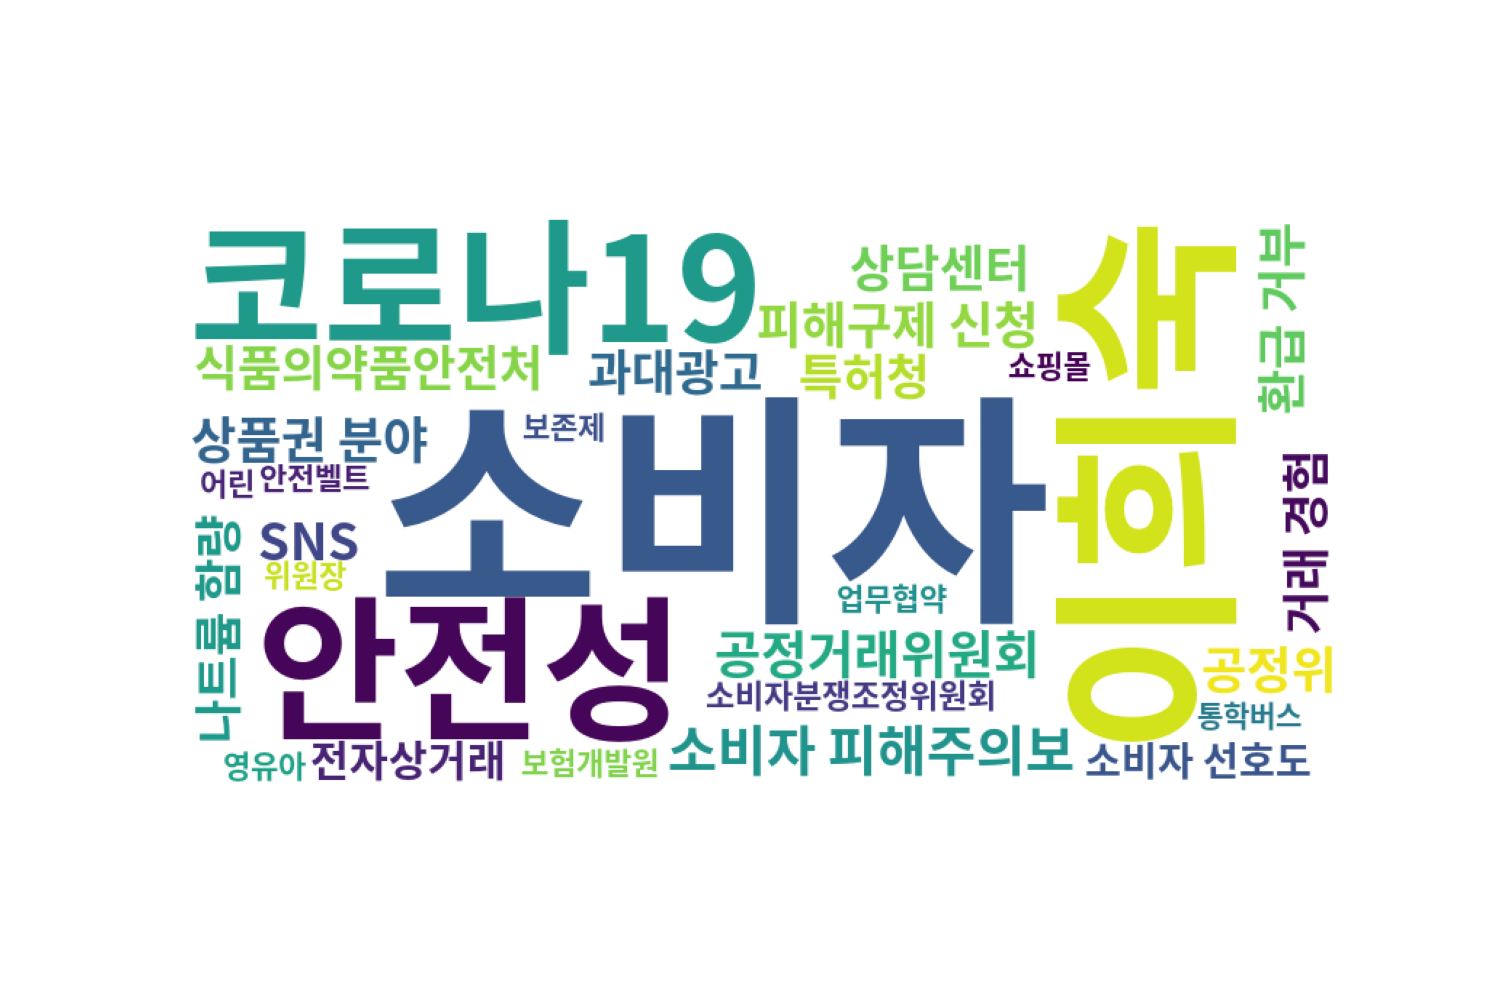 코로나19
상담센터
피해구제 신청
식품의약품안전처
과대광고
특허청
쇼핑몰
이희숙
환급 거부
상품권 분야
보존제
소비자
어린
안전벨트
거래 경험
SNS
위원장
나트륨 함량
업무협약
안전성
공정거래위원회
공정위
소비자분쟁조정위원회
통학버스
영유아
전자상거래
보험개발원
소비자 피해주의보
소비자 선호도